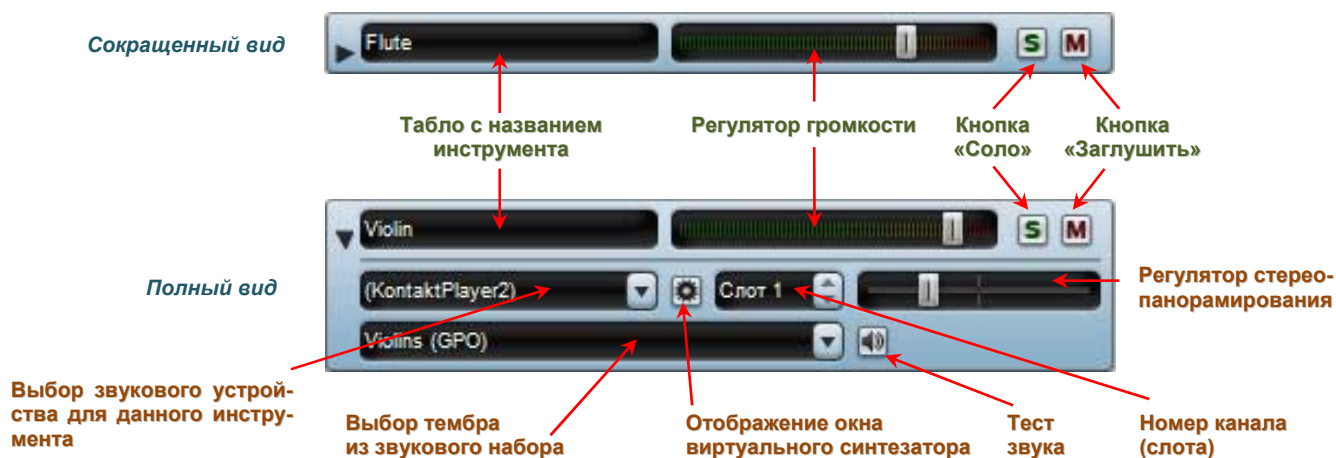 Сокращенный вид
Flute
S M
Табло с названием
инструмента
Регулятор громкости
Кнопка
«Соло»
Кнопка
«Заглушить»
Violin
S M
Полный вид
(KontaktPlayer2)
Слот 1
Violins (GPO)
Регулятор стерео-
панорамирования
Выбор звукового устрой-
ства для данного инстру-
мента
Выбор тембра
из звукового набора
Отображение окна
виртуального синтезатора
Тест
звука
Номер канала
(слота)